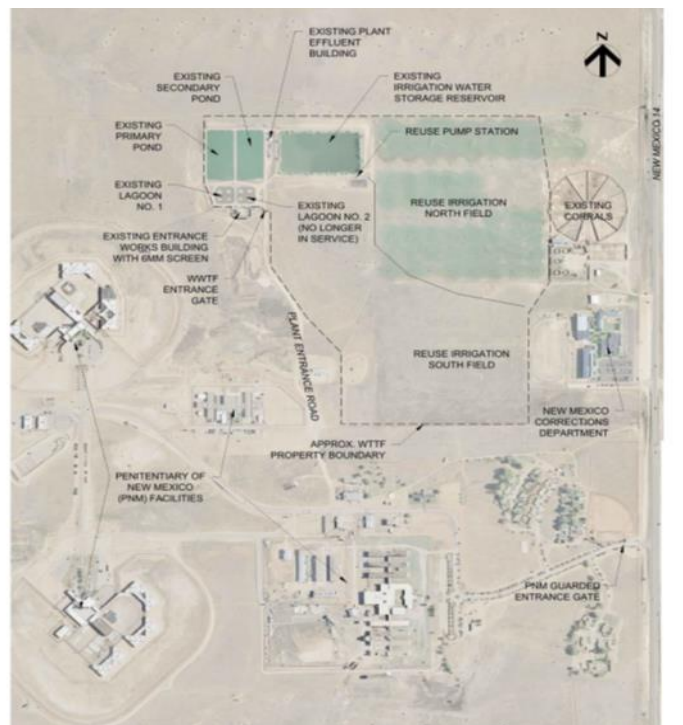 EXISTING PLANT
EFFLUENT
BUILDING
N
EXISTING
SECONDARY
POND
EXISTING
IRRIGATION WATER
STORAGE RESERVOIR
NEW MEXICO 14
EXISTING
PRIMARY
POND
REUSE PUMP STATION
EXISTING
LAGOON
NO. 1
EXISTING
LAGOON NO. 2
(NO LONGER
IN SERVICE)
REUSE IRRIGATION
NORTH FIELD
EXISTING
CORRALS
EXISTING ENTRANCE
WORKS BUILDING
WITH 6MM SCREEN
WWTF
ENTRANCE
GATE
PLANT ENTRANCE ROAD
REUSE IRRIGATION
SOUTH FIELD
NEW MEXICO
CORRECTIONS
DEPARTMENT
APPROX. WTTF
PROPERTY BOUNDARY
PENITENTIARY OF
NEW MEXICO
(PNM) FACILITIES
PNM GUARDED
ENTRANCE GATE